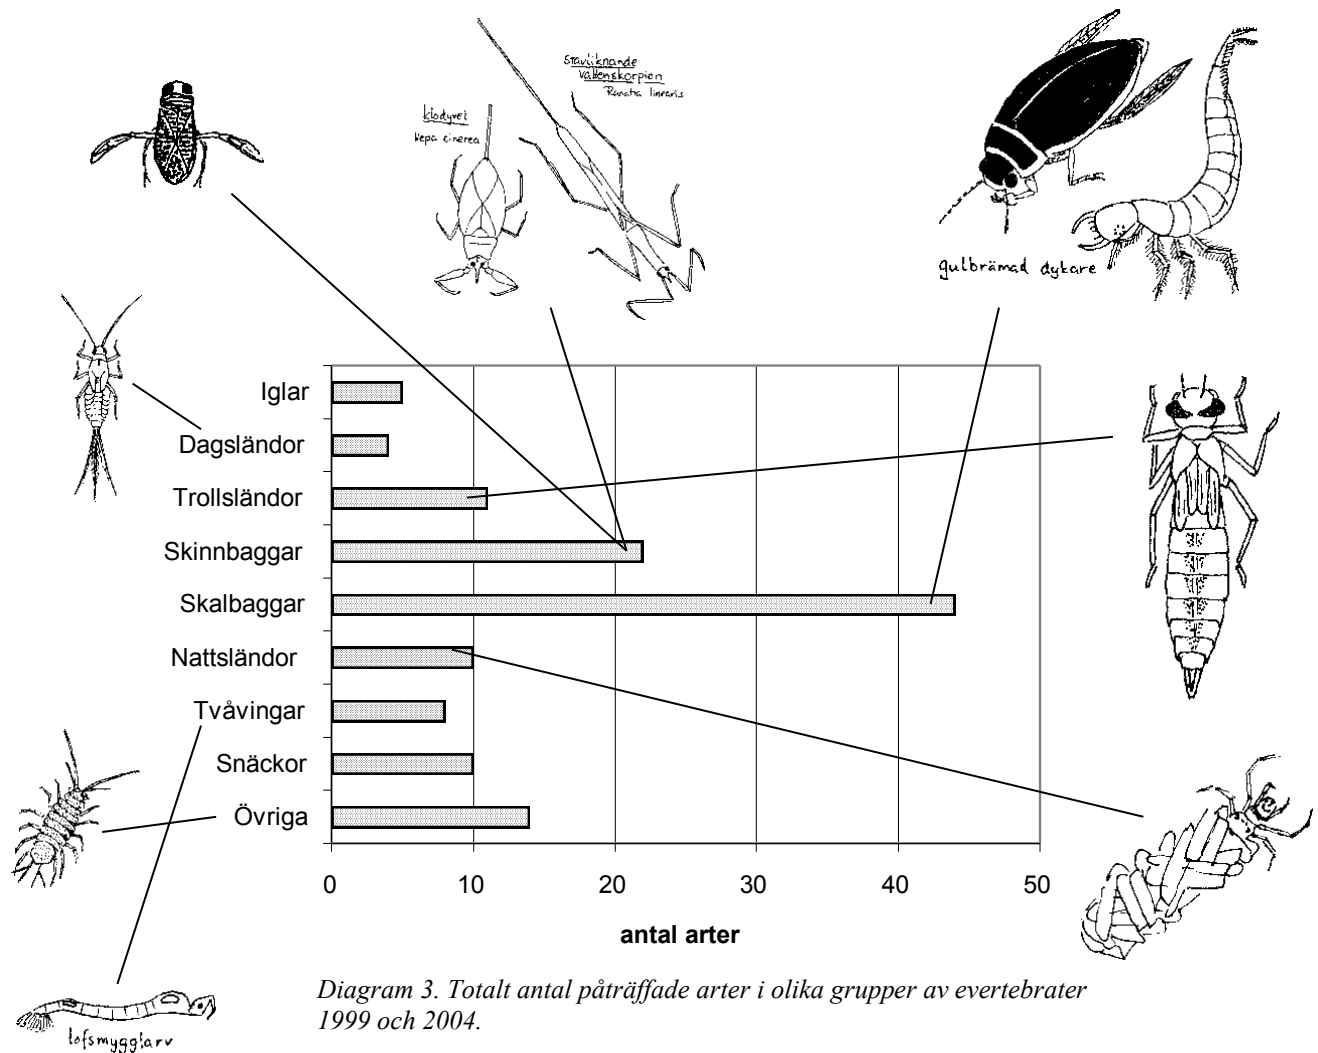 Stavliknande
vattenskorpion
Ranatra linearis
klodyret
Nepa cinerea
gulbrämad dykare
Iglar
Dagsländor
Trollsländor
Skinnbaggar
Skalbaggar
Nattsländor
Tvåvingar
Snäckor
Övriga
0 10 20 30 40 50
antal arter
Diagram 3. Totalt antal påträffade arter i olika grupper av evertebrater
1999 och 2004.
tofsmygglarv